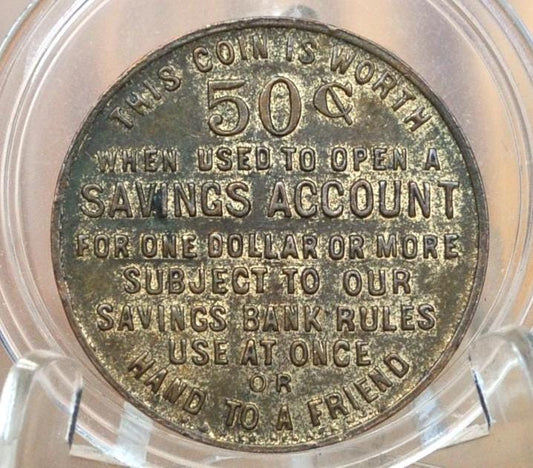 THIS COIN IS WORTH
50¢
WHEN USED TO OPEN A
SAVINGS ACCOUNT
FOR ONE DOLLAR OR MORE
SUBJECT TO OUR
SAVINGS BANK RULES
USE AT ONCE
OR
HAND TO A FRIEND